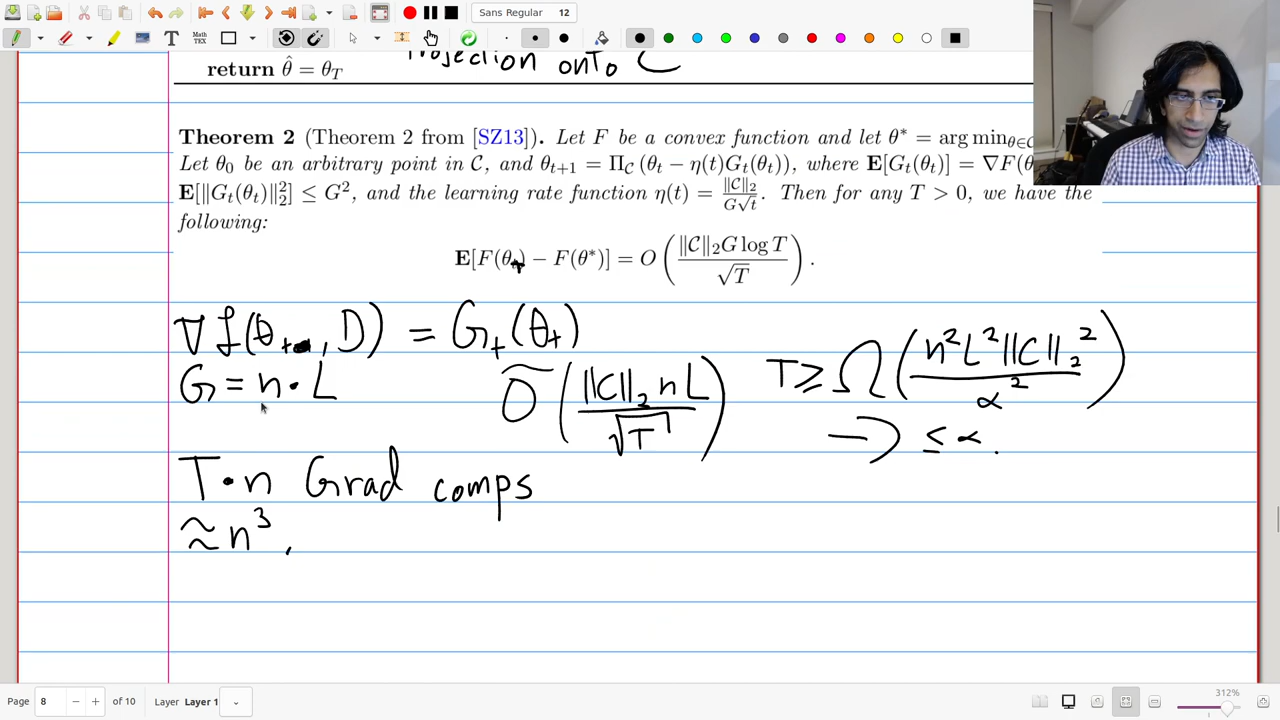 Sans Regular 12
Math TEX
return θ̂ = θ_T
Projection onto C
Theorem 2 (Theorem 2 from [SZ13]). Let F be a convex function and let θ* = arg min_{θ∈C
Let θ_0 be an arbitrary point in C, and θ_{t+1} = Π_C (θ_t − η(t)G_t(θ_t)), where E[G_t(θ_t)] = ∇F(θ
E[‖G_t(θ_t)‖_2^2] ≤ G^2, and the learning rate function η(t) = ‖C‖_2 / G√t. Then for any T > 0, we have the
following:
E[F(θ_T) − F(θ*)] = O(‖C‖_2 G log T / √T).
∇ℒ(θ_t, D) = G_t(θ_t)
G = n · L
Õ(‖C‖_2 n L / √T)
T ≥ Ω(n^2 L^2 ‖C‖_2^2 / α^2)
→ ≤ α.
T · n Grad comps
≈ n^3,
Page 8 of 10 Layer Layer 1
312%